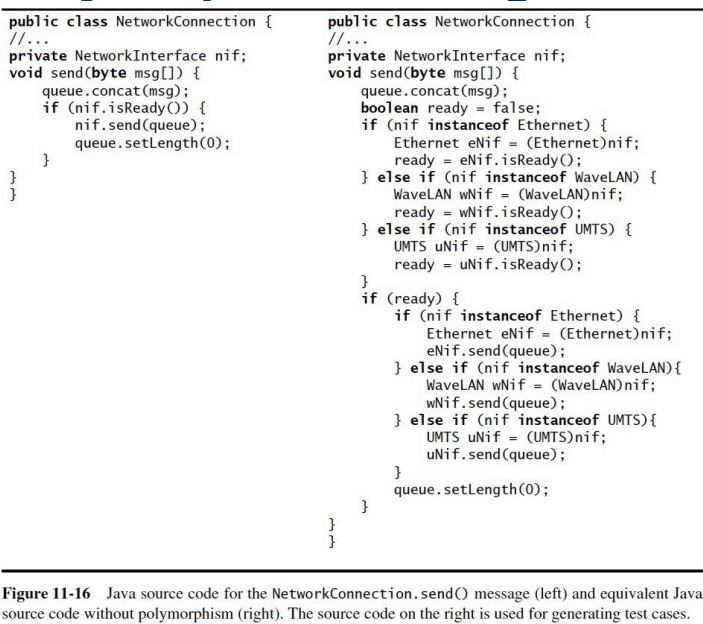 public class NetworkConnection {
//...
private NetworkInterface nif;
void send(byte msg[]) {
queue.concat(msg);
if (nif.isReady()) {
nif.send(queue);
queue.setLength(0);
}
}
}
public class NetworkConnection {
//...
private NetworkInterface nif;
void send(byte msg[]) {
queue.concat(msg);
boolean ready = false;
if (nif instanceof Ethernet) {
Ethernet eNif = (Ethernet)nif;
ready = eNif.isReady();
} else if (nif instanceof WaveLAN) {
WaveLAN wNif = (WaveLAN)nif;
ready = wNif.isReady();
} else if (nif instanceof UMTS) {
UMTS uNif = (UMTS)nif;
ready = uNif.isReady();
}
if (ready) {
if (nif instanceof Ethernet) {
Ethernet eNif = (Ethernet)nif;
eNif.send(queue);
} else if (nif instanceof WaveLAN){
WaveLAN wNif = (WaveLAN)nif;
wNif.send(queue);
} else if (nif instanceof UMTS){
UMTS uNif = (UMTS)nif;
uNif.send(queue);
}
queue.setLength(0);
}
}
}
Figure 11-16 Java source code for the NetworkConnection.send() message (left) and equivalent Java
source code without polymorphism (right). The source code on the right is used for generating test cases.